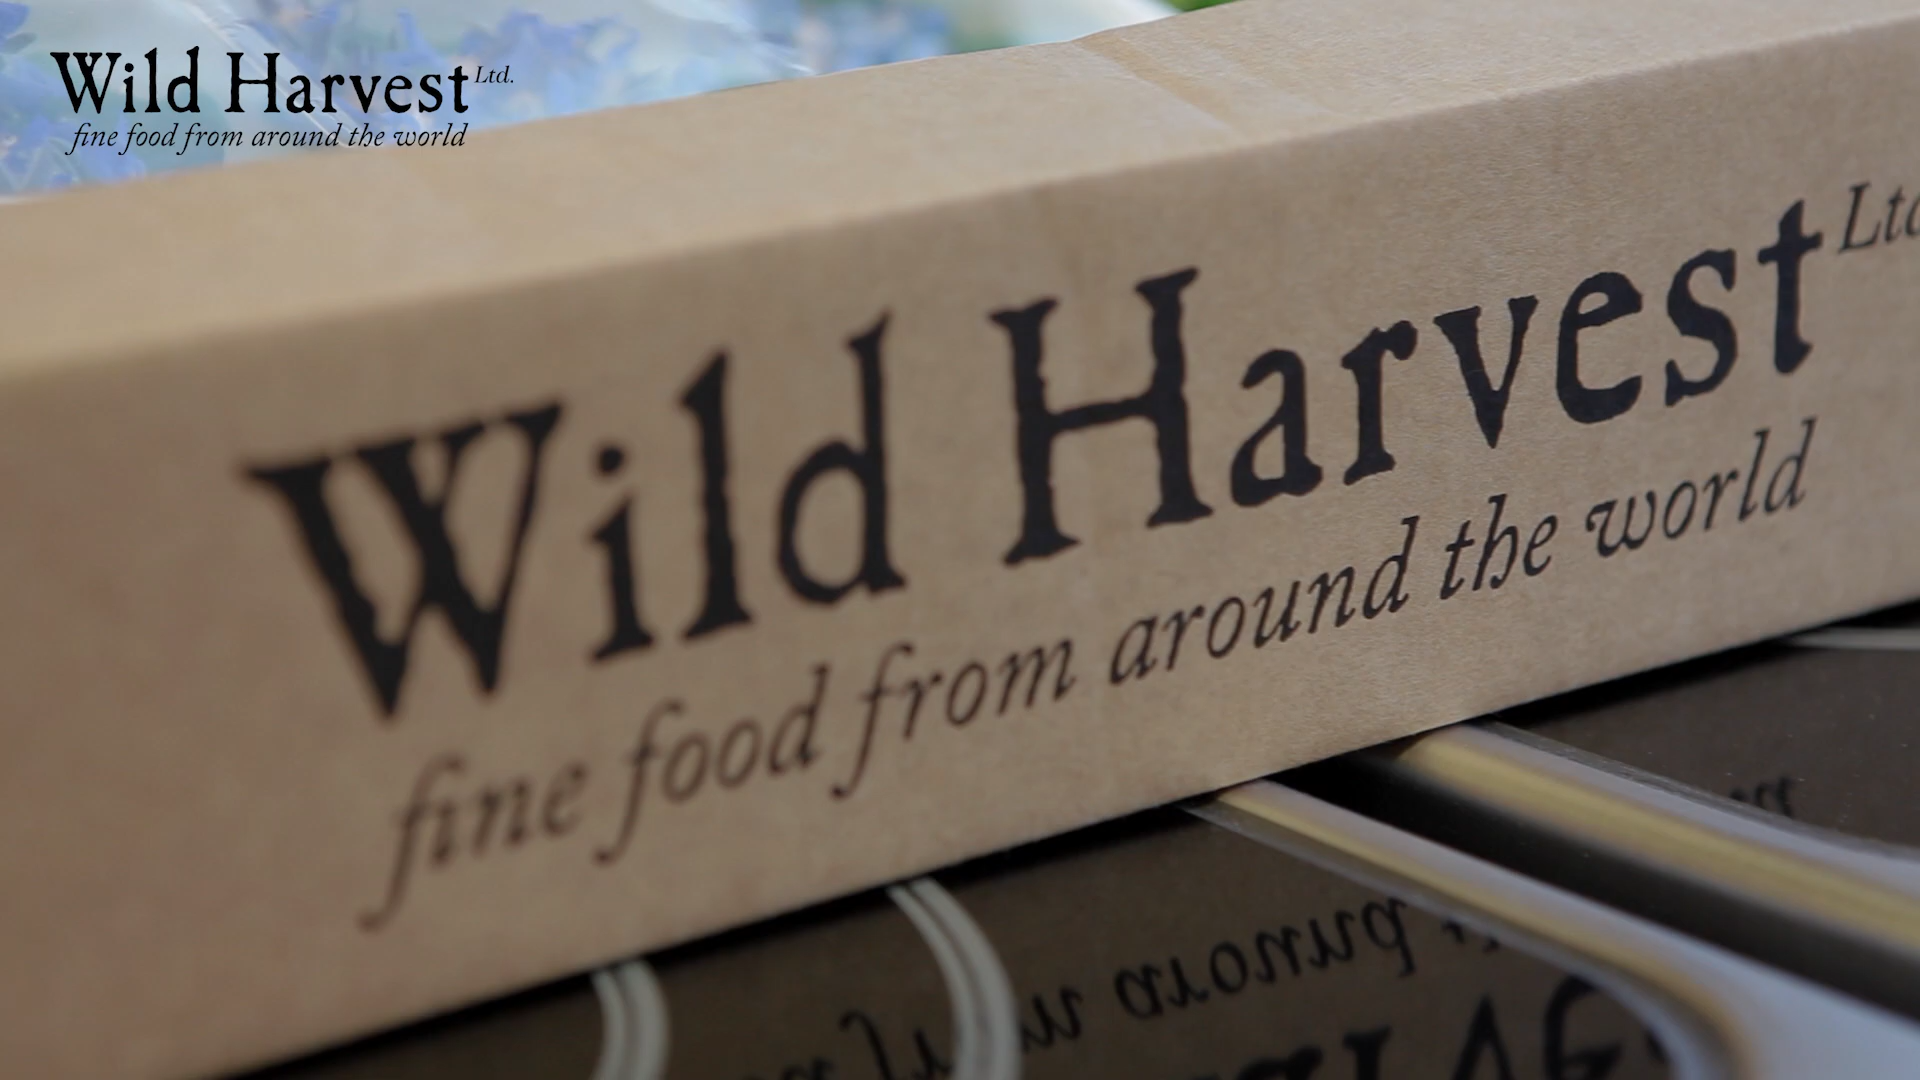 Wild Harvest Ltd.
fine food from around the world
Wild Harvest Ltd
fine food from around the world